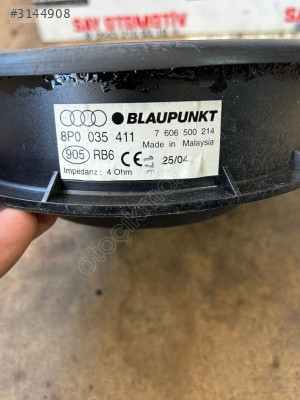 #3144908
SAY OTOMOTİV
BLAUPUNKT
8P0 035 411 7 606 500 214
Made in Malaysia
905 RB6 CE 25/04
Impedanz : 4 Ohm